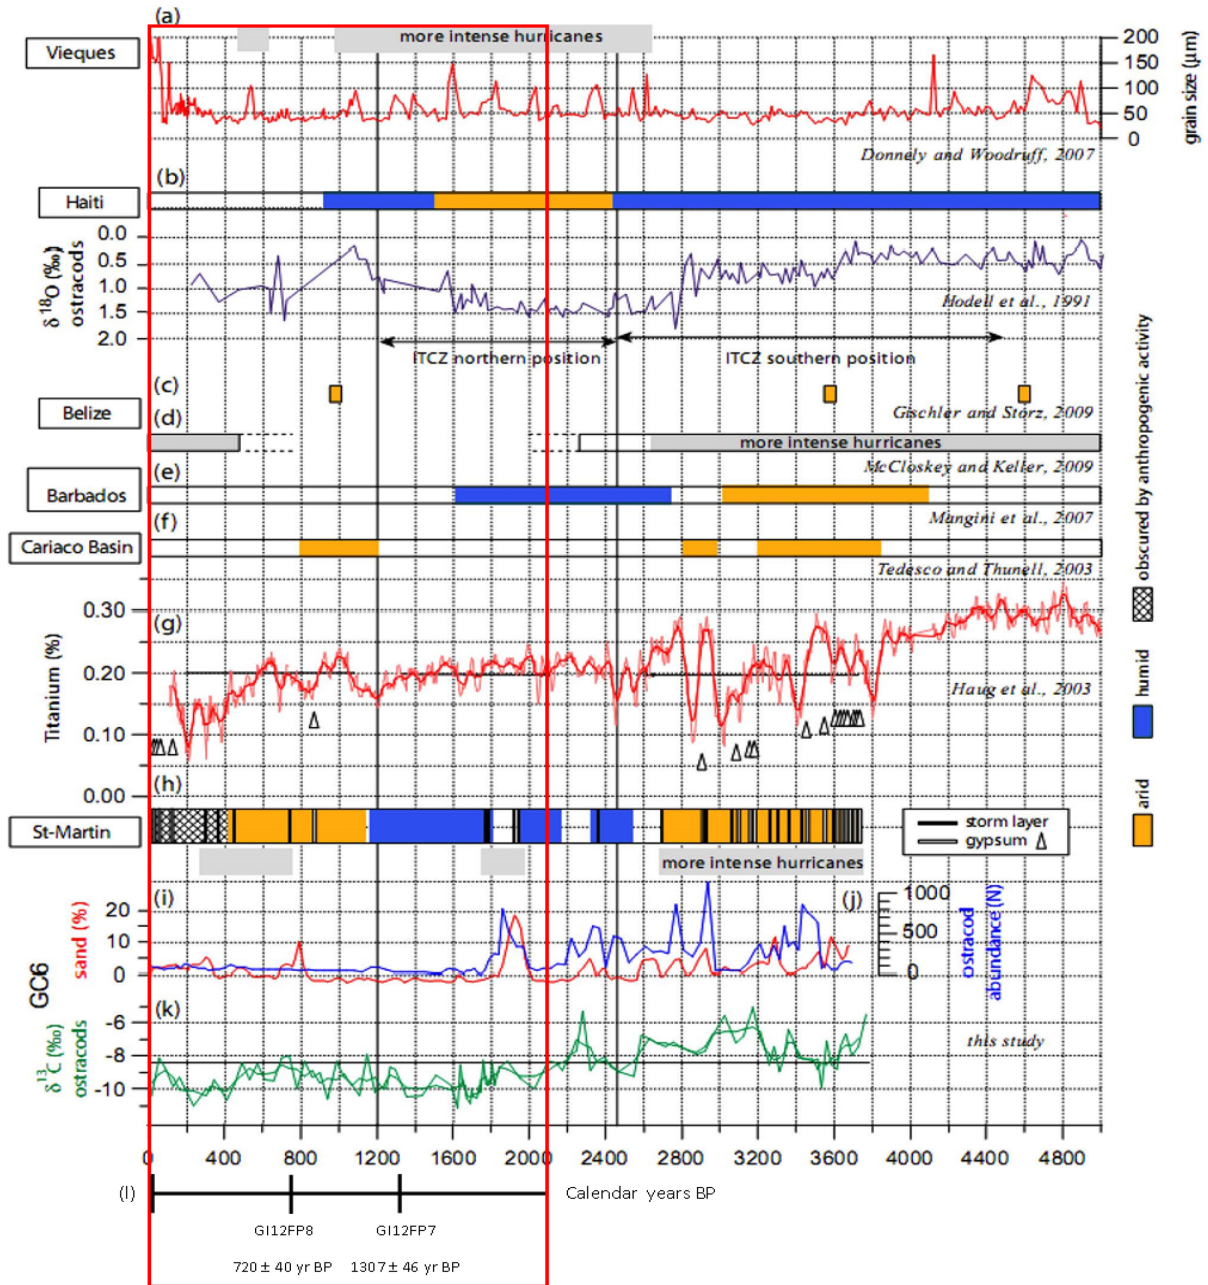 (a)
more intense hurricanes
Vieques
200
150
100
50
0
grain size (μm)
Donnely and Woodruff, 2007
(b)
Haiti
0.0
0.5
1.0
1.5
2.0
δ 18O (‰)
ostracods
Hodell et al., 1991
ITCZ northern position
ITCZ southern position
(c)
Belize
Gischler and Storz, 2009
(d)
more intense hurricanes
McCloskey and Keller, 2009
(e)
Barbados
Mangini et al., 2007
(f)
Cariaco Basin
Tedesco and Thunell, 2003
(g)
0.30
0.20
0.10
0.00
Titanium (%)
Haug et al., 2003
(h)
St-Martin
storm layer
gypsum
more intense hurricanes
(i)
(j)
20
10
0
sand (%)
1000
500
0
ostracod
abundance (N)
GC6
(k)
-6
-8
-10
δ13C (‰)
ostracods
this study
0 400 800 1200 1600 2000 2400 2800 3200 3600 4000 4400 4800
(l)
Calendar years BP
GI12FP8 GI12FP7
720 ± 40 yr BP 1307 ± 46 yr BP
obscured by anthropogenic activity
humid
arid